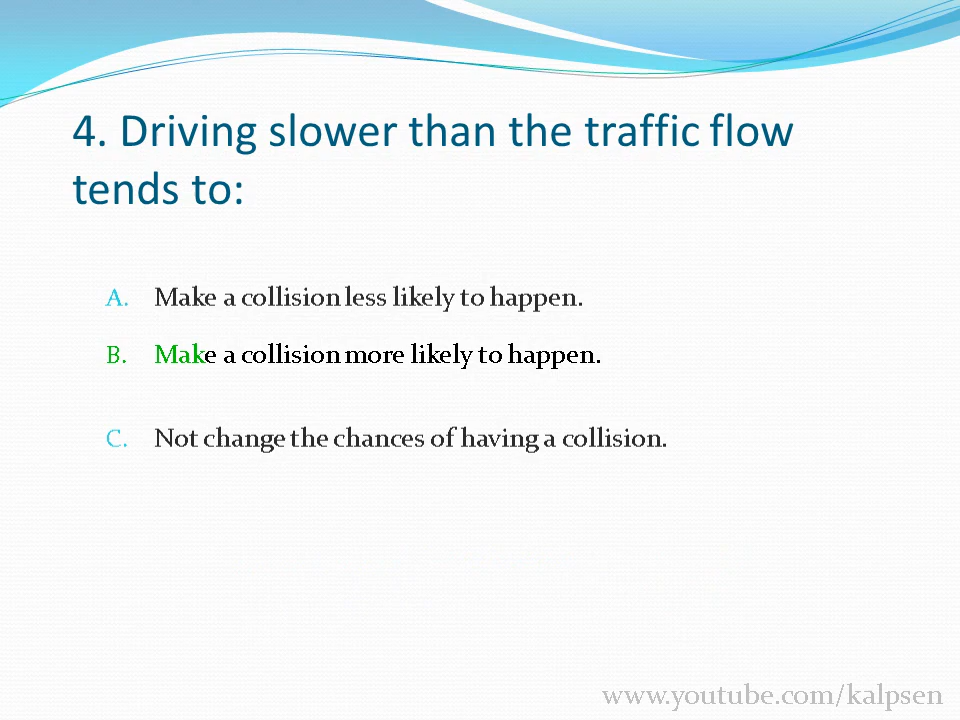 4. Driving slower than the traffic flow
tends to:
A. Make a collision less likely to happen.
B. Make a collision more likely to happen.
C. Not change the chances of having a collision.
www.youtube.com/kalpsen